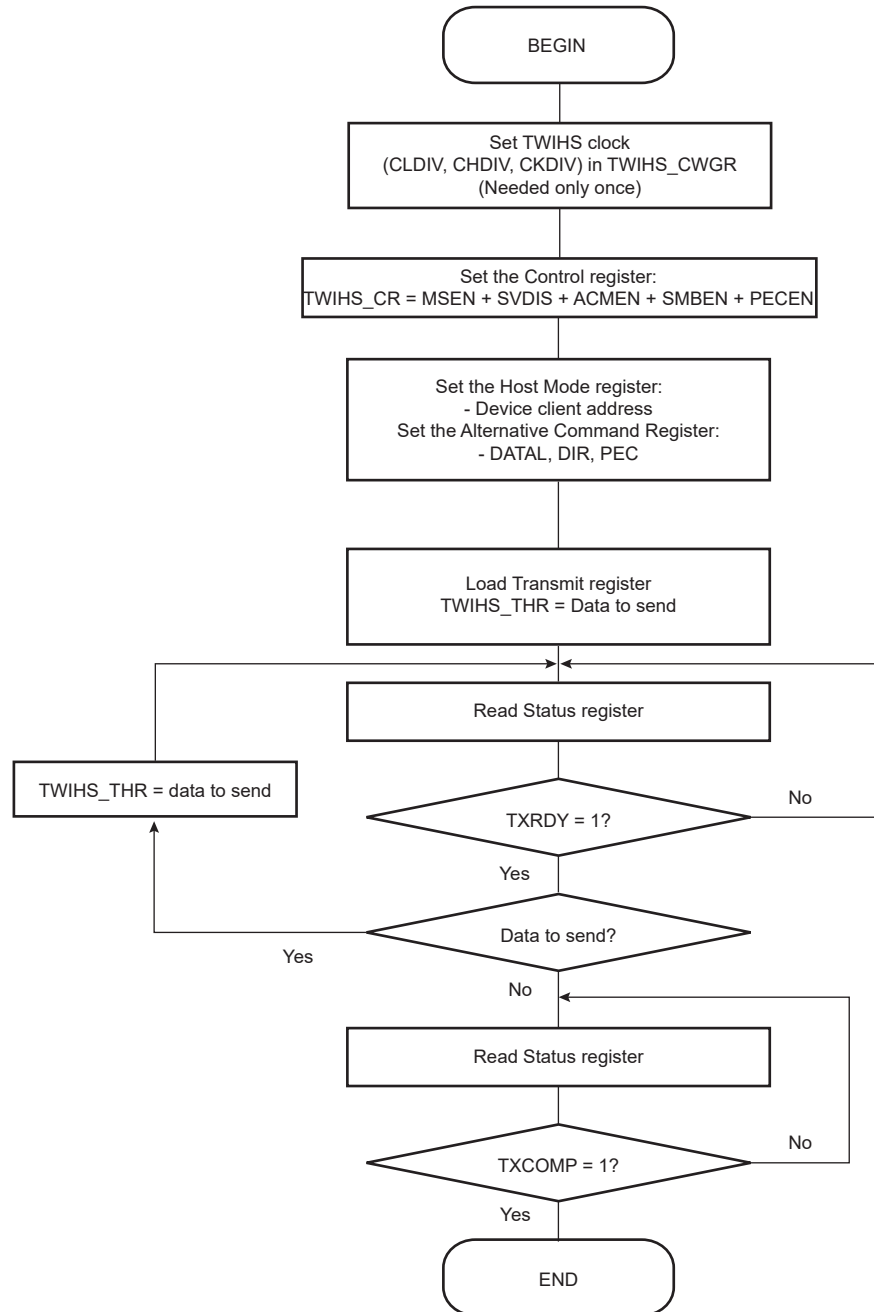 BEGIN
Set TWIHS clock
(CLDIV, CHDIV, CKDIV) in TWIHS_CWGR
(Needed only once)
Set the Control register:
TWIHS_CR = MSEN + SVDIS + ACMEN + SMBEN + PECEN
Set the Host Mode register:
- Device client address
Set the Alternative Command Register:
- DATAL, DIR, PEC
Load Transmit register
TWIHS_THR = Data to send
Read Status register
TWIHS_THR = data to send
No
TXRDY = 1?
Yes
Data to send?
Yes
No
Read Status register
No
TXCOMP = 1?
Yes
END